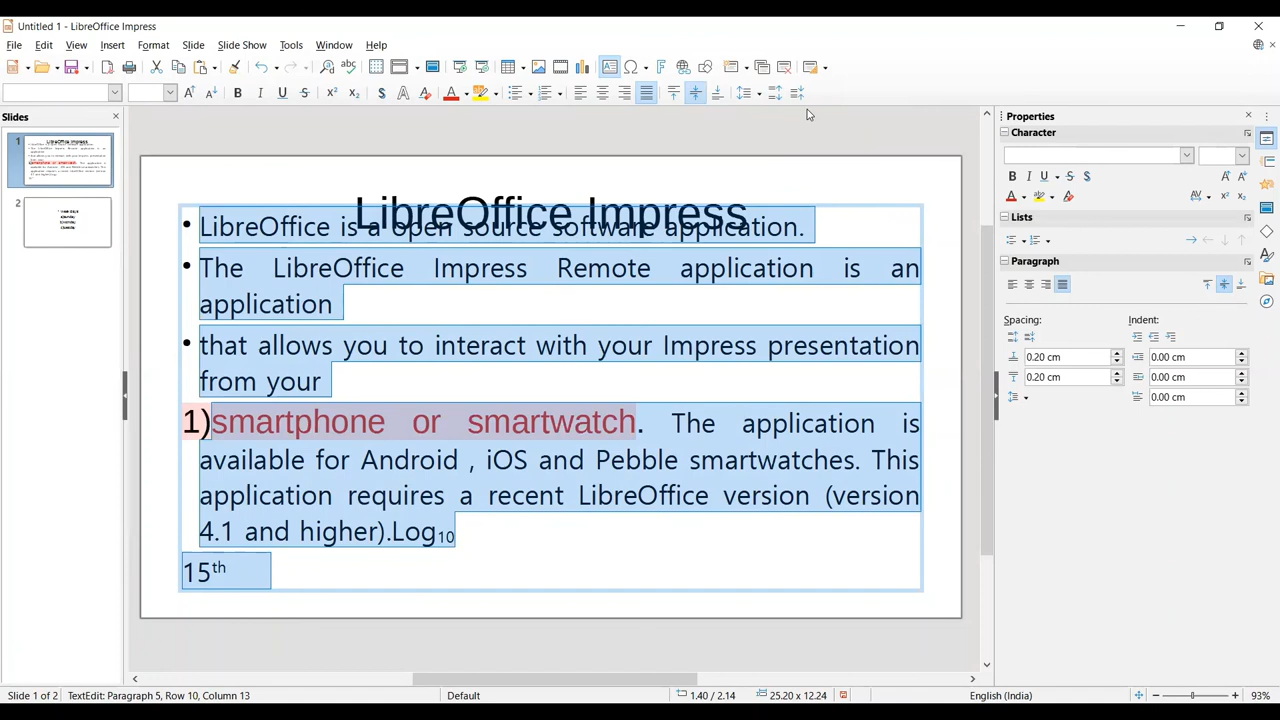 Untitled 1 - LibreOffice Impress
File Edit View Insert Format Slide Slide Show Tools Window Help
Slides
1
2
LibreOffice Impress
• LibreOffice is a open source software application.
• The LibreOffice Impress Remote application is an
application
• that allows you to interact with your Impress presentation
from your
1)smartphone or smartwatch. The application is
available for Android , iOS and Pebble smartwatches. This
application requires a recent LibreOffice version (version
4.1 and higher).Log10
15th
Properties
Character
Lists
Paragraph
Spacing: Indent:
0.20 cm 0.00 cm
0.20 cm 0.00 cm
0.00 cm
Slide 1 of 2 TextEdit: Paragraph 5, Row 10, Column 13 Default 1.40 / 2.14 25.20 x 12.24 English (India) 93%